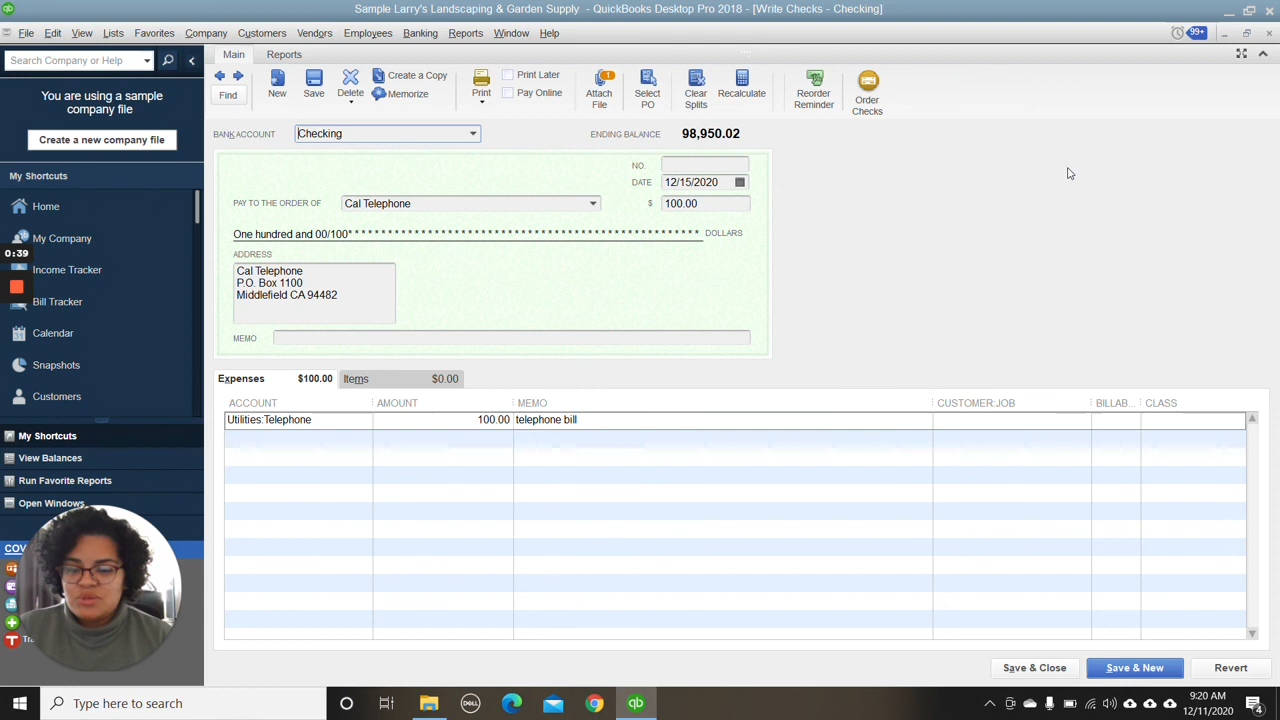 Sample Larry's Landscaping & Garden Supply - QuickBooks Desktop Pro 2018 - [Write Checks - Checking]
File Edit View Lists Favorites Company Customers Vendors Employees Banking Reports Window Help 99+
Search Company or Help
You are using a sample
company file
Create a new company file
My Shortcuts
Home
My Company
0:39
Income Tracker
Bill Tracker
Calendar
Snapshots
Customers
My Shortcuts
View Balances
Run Favorite Reports
Open Windows
COV
Main Reports
Find
New
Save
Delete
Create a Copy
Memorize
Print
Print Later
Pay Online
1
Attach
File
Select
PO
Clear
Splits
Recalculate
Reorder
Reminder
Order
Checks
BANK ACCOUNT Checking ENDING BALANCE 98,950.02
NO.
DATE 12/15/2020
PAY TO THE ORDER OF Cal Telephone $ 100.00
One hundred and 00/100* * * * * * * * * * * * * * * * * * * * * * * * * * * * * * * * * * * * * * * * * * * * * * * * * * DOLLARS
ADDRESS
Cal Telephone
P.O. Box 1100
Middlefield CA 94482
MEMO
Expenses $100.00 Items $0.00
ACCOUNT AMOUNT MEMO CUSTOMER:JOB BILLAB... CLASS
Utilities:Telephone 100.00 telephone bill
Save & Close Save & New Revert
Type here to search
DELL
qb
9:20 AM
12/11/2020
4